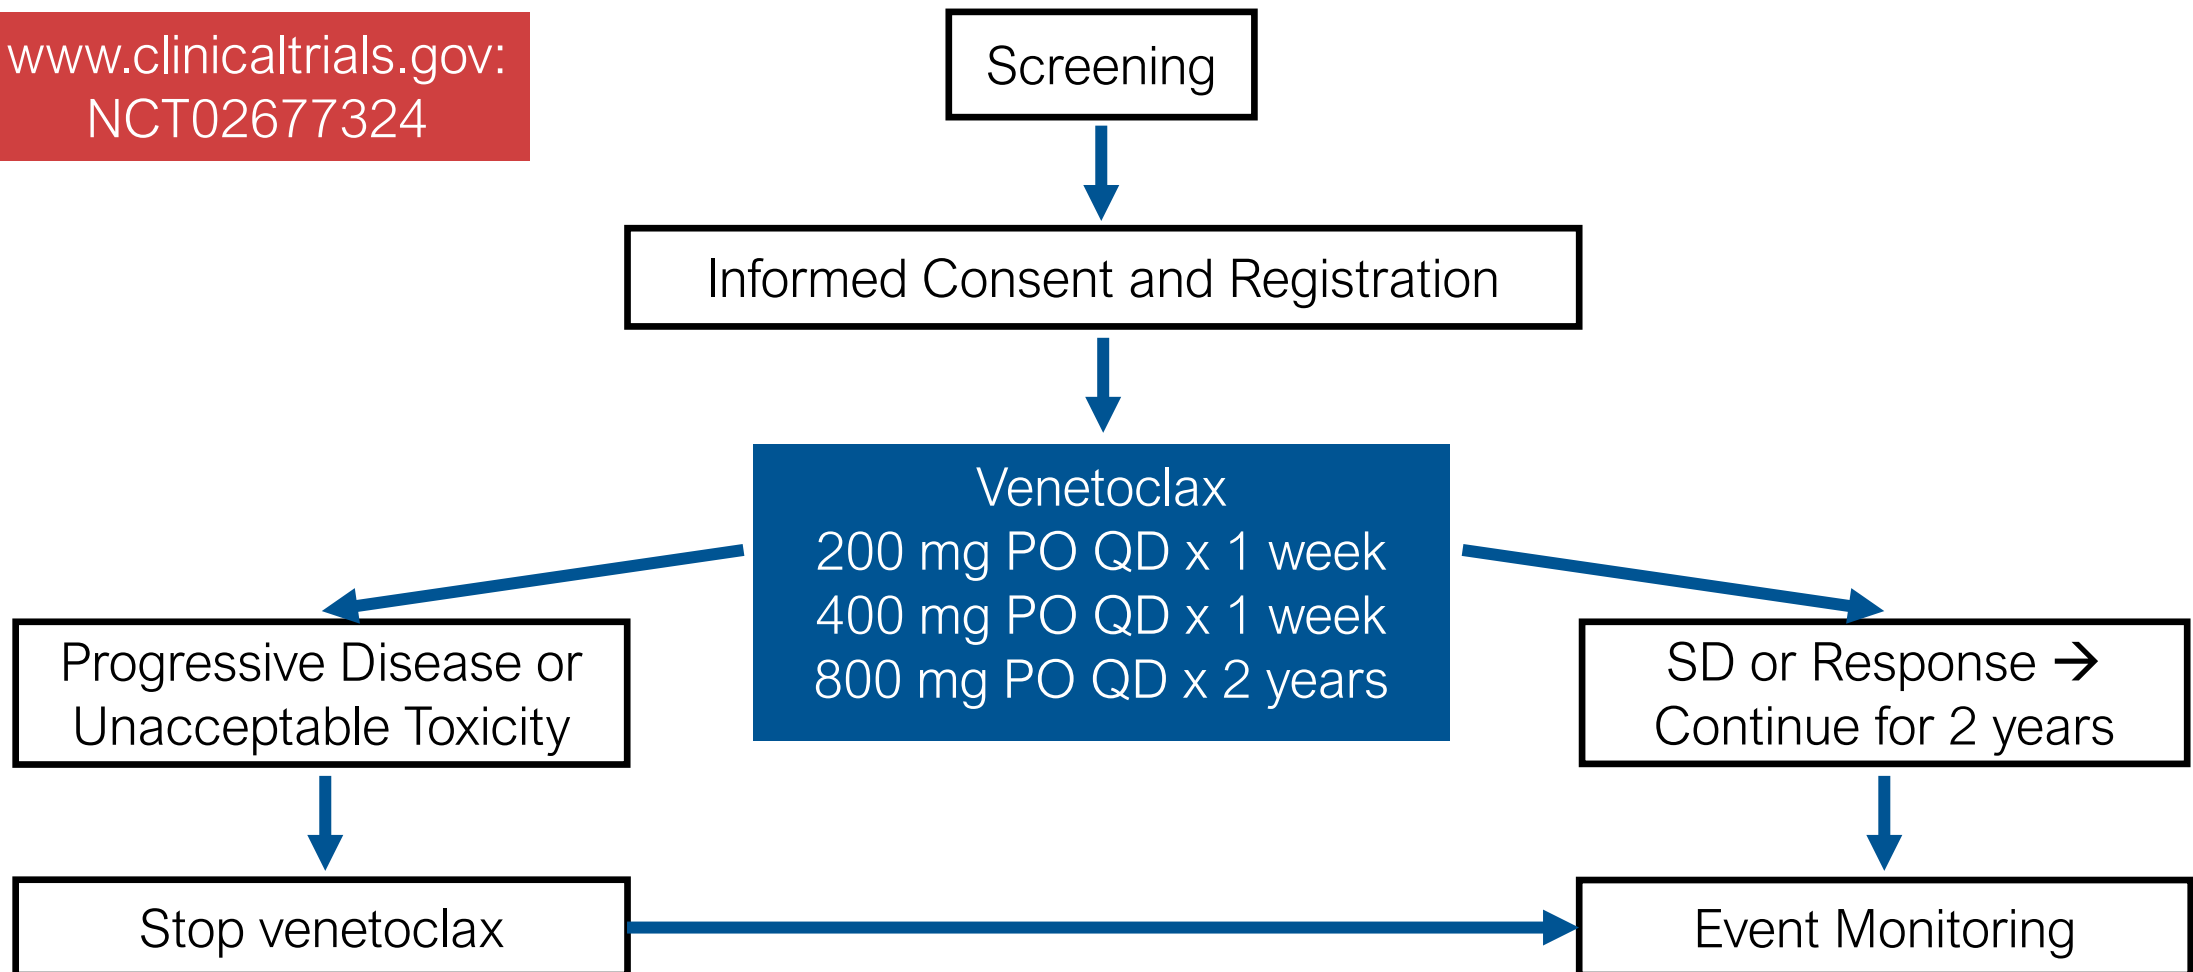 www.clinicaltrials.gov:
NCT02677324
Screening
Informed Consent and Registration
Venetoclax
200 mg PO QD x 1 week
400 mg PO QD x 1 week
800 mg PO QD x 2 years
Progressive Disease or
Unacceptable Toxicity
SD or Response →
Continue for 2 years
Stop venetoclax
Event Monitoring